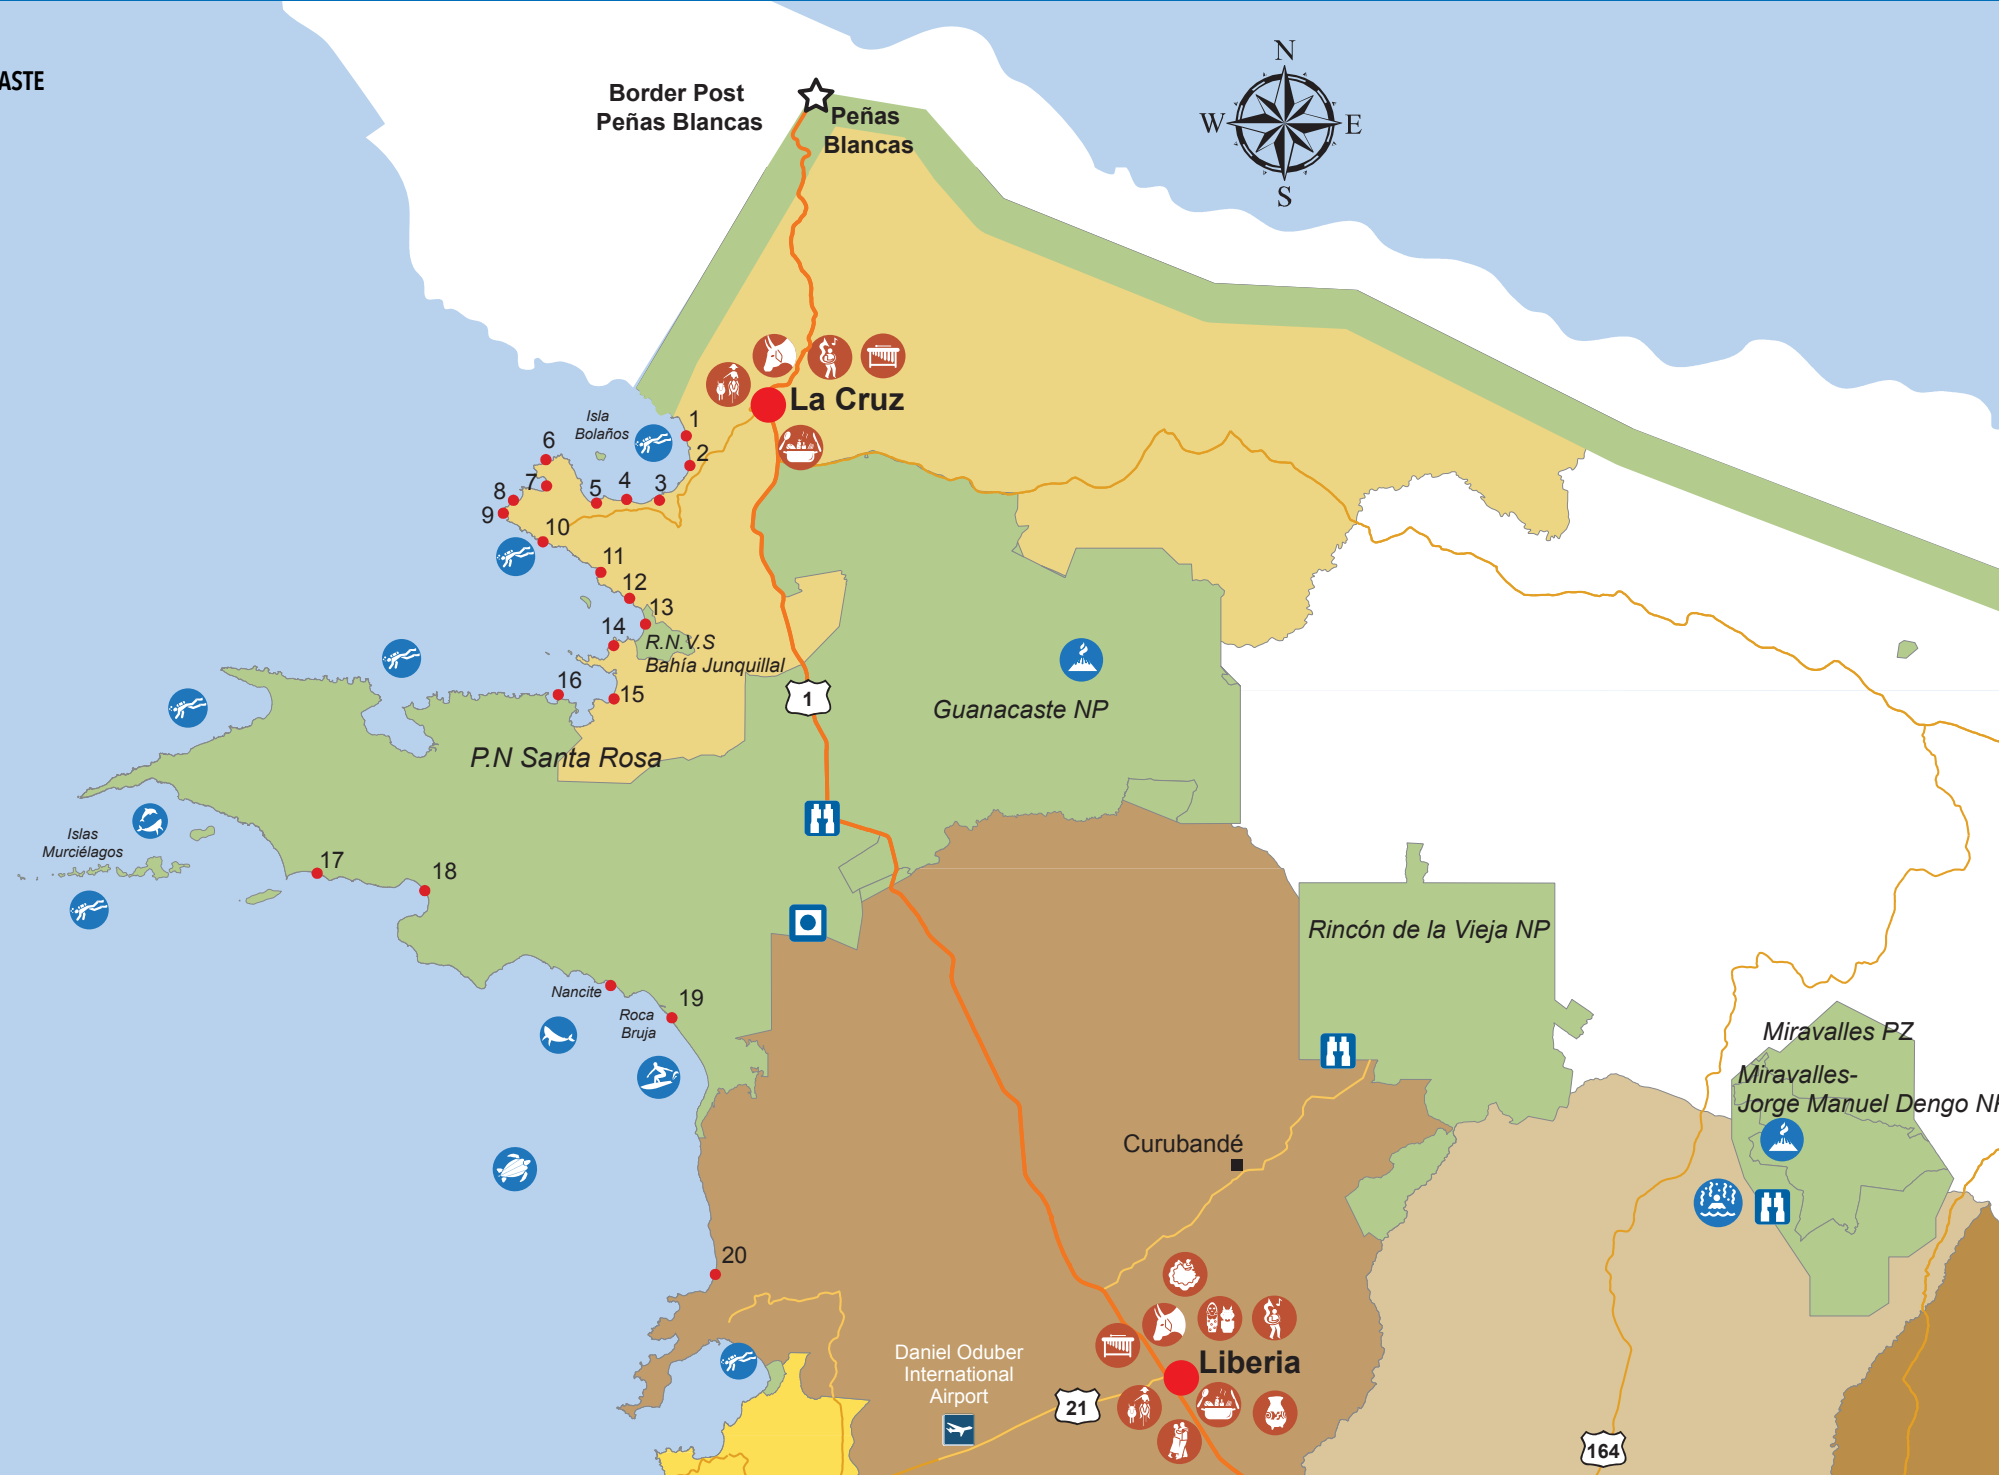 ASTE
N
W
E
S
Border Post
Peñas Blancas
Peñas
Blancas
La Cruz
Isla
Bolaños
1
2
3
4
5
6
7
8
9
10
11
12
13
R.N.V.S
Bahía Junquillal
14
15
16
1
Guanacaste NP
P.N Santa Rosa
Islas
Murciélagos
17
18
Rincón de la Vieja NP
Nancite
19
Roca
Bruja
Miravalles PZ
Miravalles-
Jorge Manuel Dengo NP
Curubandé
20
Daniel Oduber
International
Airport
Liberia
21
164